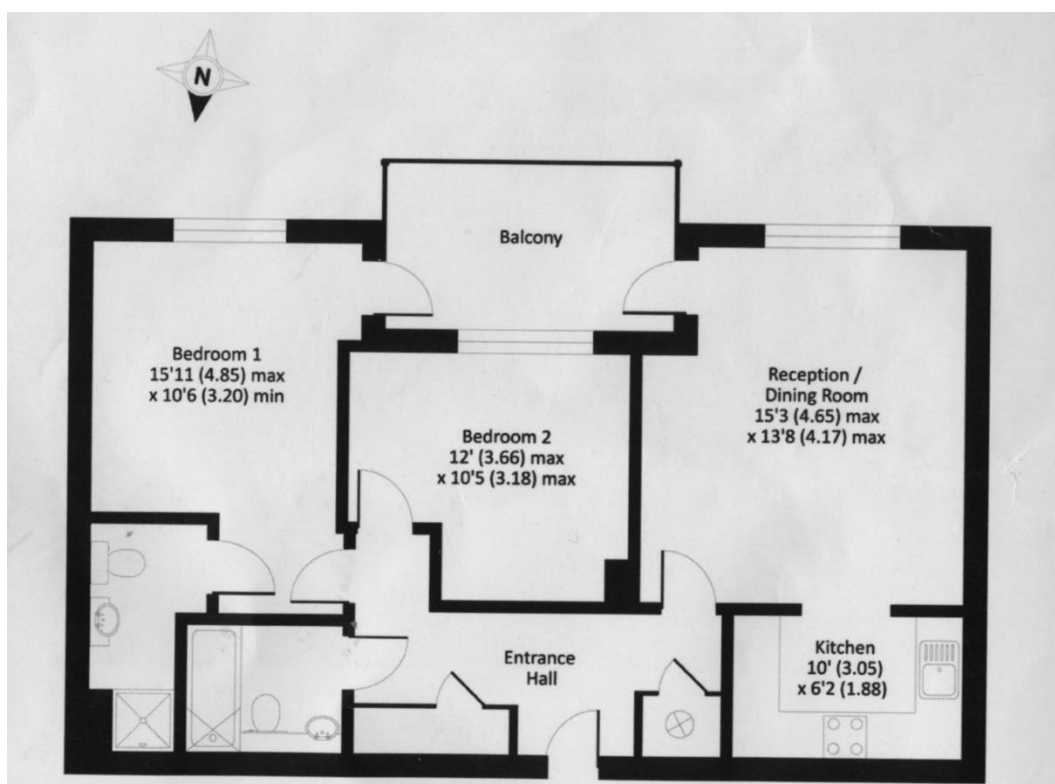 N
Balcony
Bedroom 1
15'11 (4.85) max
x 10'6 (3.20) min
Bedroom 2
12' (3.66) max
x 10'5 (3.18) max
Reception /
Dining Room
15'3 (4.65) max
x 13'8 (4.17) max
Entrance
Hall
Kitchen
10' (3.05)
x 6'2 (1.88)